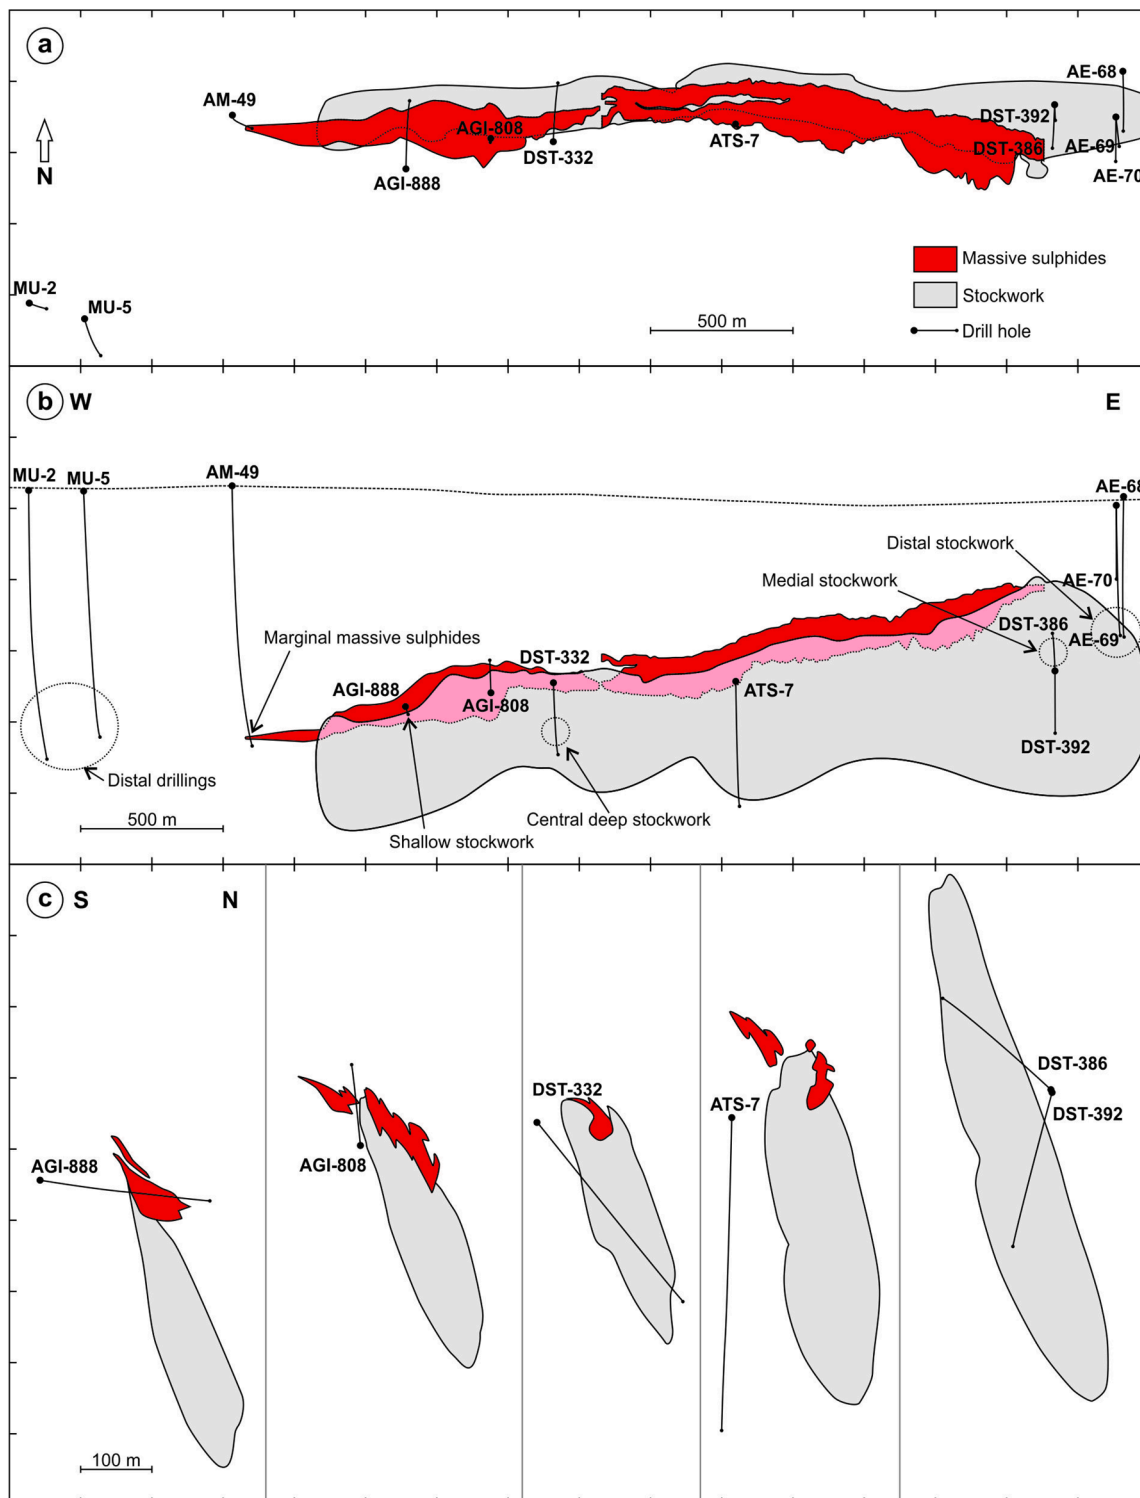 a
AM-49
AE-68
AGI-808
DST-392
ATS-7
DST-332
DST-386
AE-69
AGI-888
AE-70
N
Massive sulphides
MU-2
MU-5
Stockwork
500 m
Drill hole
b W
E
MU-2
MU-5
AM-49
AE-68
Distal stockwork
Medial stockwork
AE-70
DST-386
Marginal massive sulphides
AE-69
DST-332
AGI-888
ATS-7
AGI-808
DST-392
Distal drillings
500 m
Central deep stockwork
Shallow stockwork
c S N
DST-386
DST-332
ATS-7
DST-392
AGI-888
AGI-808
100 m